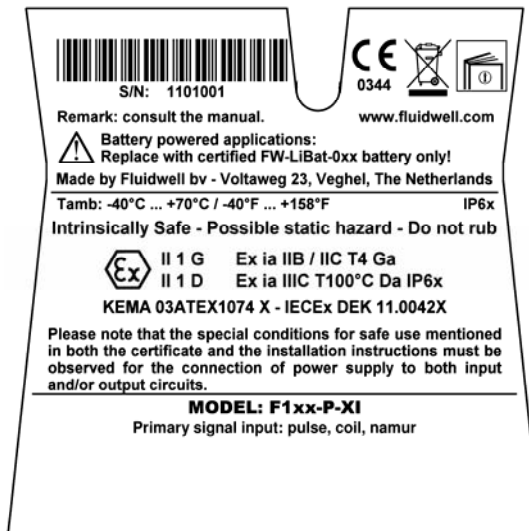 S/N: 1101001
CE
0344
Remark: consult the manual.
www.fluidwell.com
Battery powered applications:
Replace with certified FW-LiBat-0xx battery only!
Made by Fluidwell bv - Voltaweg 23, Veghel, The Netherlands
Tamb: -40°C ... +70°C / -40°F ... +158°F IP6x
Intrinsically Safe - Possible static hazard - Do not rub
Ex
II 1 G Ex ia IIB / IIC T4 Ga
II 1 D Ex ia IIIC T100°C Da IP6x
KEMA 03ATEX1074 X - IECEx DEK 11.0042X
Please note that the special conditions for safe use mentioned
in both the certificate and the installation instructions must be
observed for the connection of power supply to both input
and/or output circuits.
MODEL: F1xx-P-XI
Primary signal input: pulse, coil, namur